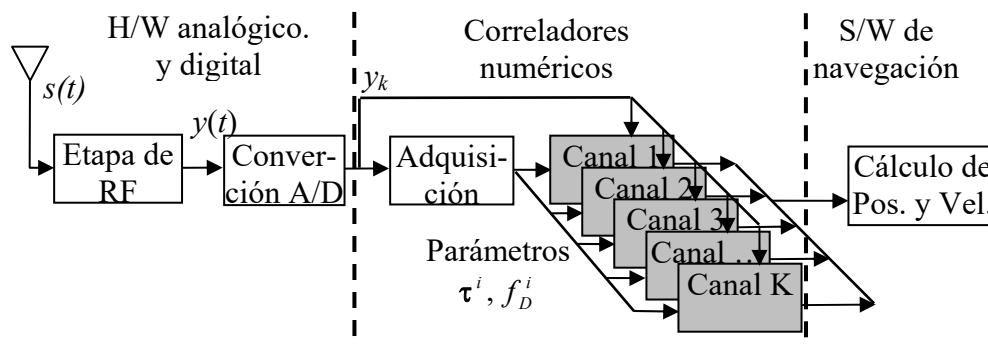 H/W analógico.
y digital
Correladores
numéricos
S/W de
navegación
s(t)
y(t)
y_k
Etapa de
RF
Conver-
ción A/D
Adquisi-
ción
Canal 1
Canal 2
Canal 3
Canal ...
Canal K
Parámetros
τ^i, f_D^i
Cálculo de
Pos. y Vel.